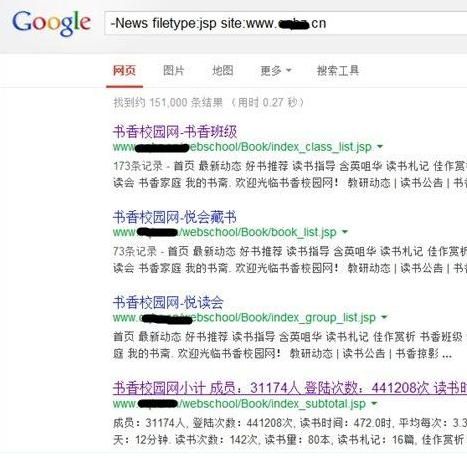 Google
-News filetype:jsp site:www. .cn
网页 图片 地图 更多 搜索工具
找到约 151,000 条结果 （用时 0.27 秒）
书香校园网-书香班级
www. /webschool/Book/index_class_list.jsp
173条记录 - 首页 最新动态 好书推荐 读书指导 含英咀华 读书札记 佳作赏析
读会 书香家庭 我的书斋. 欢迎光临书香校园网！ 教研动态 | 读书公告 | 书
书香校园网-悦会藏书
www. /webschool/Book/book_list.jsp
73条记录 - 首页 最新动态 好书推荐 读书指导 含英咀华 读书札记 佳作赏析
读会 书香家庭 我的书斋. 欢迎光临书香校园网！ 教研动态 | 读书公告 | 书香
书香校园网-悦读会
www. /webschool/Book/index_group_list.jsp
首页 最新动态 好书推荐 读书指导 含英咀华 读书札记 佳作赏析 书香班级
庭 我的书斋. 欢迎光临书香校园网！ 教研动态 | 读书公告 | 书香掠影 ...
书香校园网小计 成员：31174人 登陆次数：441208次 读书时
www. /webschool/Book/index_subtotal.jsp
成员：31174人, 登陆次数：441208次, 读书时间：472.0时, 平均每次：3.3
天：12分钟. 读书次数：142次, 读书量：80本, 读书札记：16篇, 佳作赏